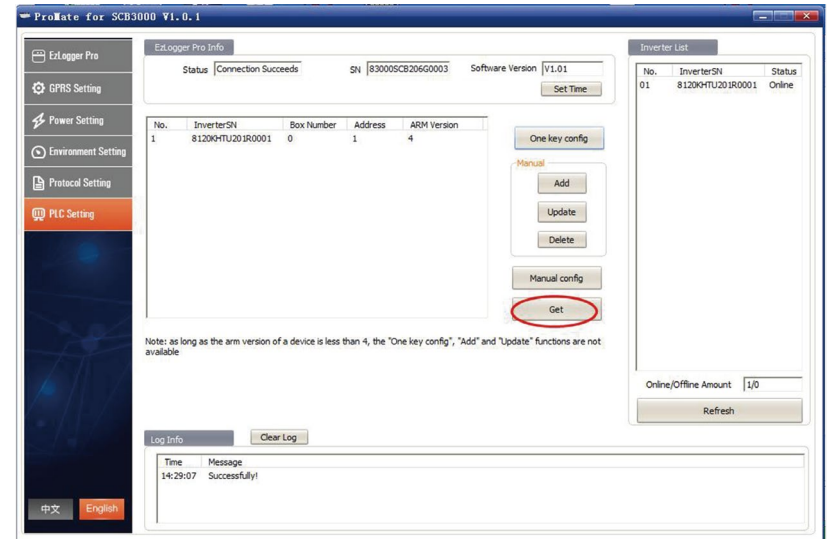 ProMate for SCB3000 V1.0.1
EzLogger Pro
GPRS Setting
Power Setting
Environment Setting
Protocol Setting
PLC Setting
中文 English
EzLogger Pro Info
Status Connection Succeeds SN 83000SCB206G0003 Software Version V1.01
Set Time
No. InverterSN Box Number Address ARM Version
1 8120KHTU201R0001 0 1 4
One key config
Manual
Add
Update
Delete
Manual config
Get
Note: as long as the arm version of a device is less than 4, the "One key config", "Add" and "Update" functions are not
available
Log Info Clear Log
Time Message
14:29:07 Successfully!
Inverter List
No. InverterSN Status
01 8120KHTU201R0001 Online
Online/Offline Amount 1/0
Refresh